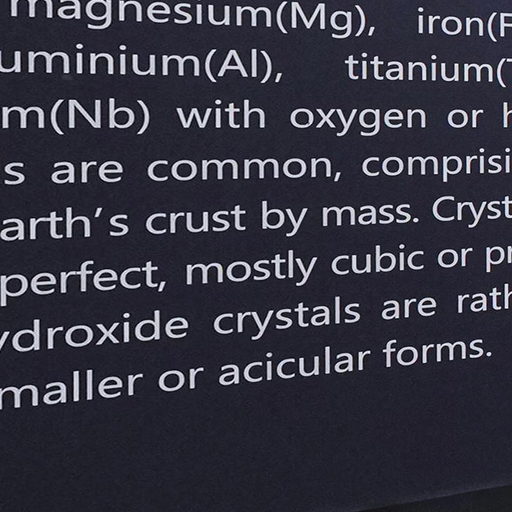 magnesium(Mg), iron(F
uminium(Al), titanium(T
m(Nb) with oxygen or h
s are common, comprisi
arth's crust by mass. Cryst
perfect, mostly cubic or pr
ydroxide crystals are rath
maller or acicular forms.